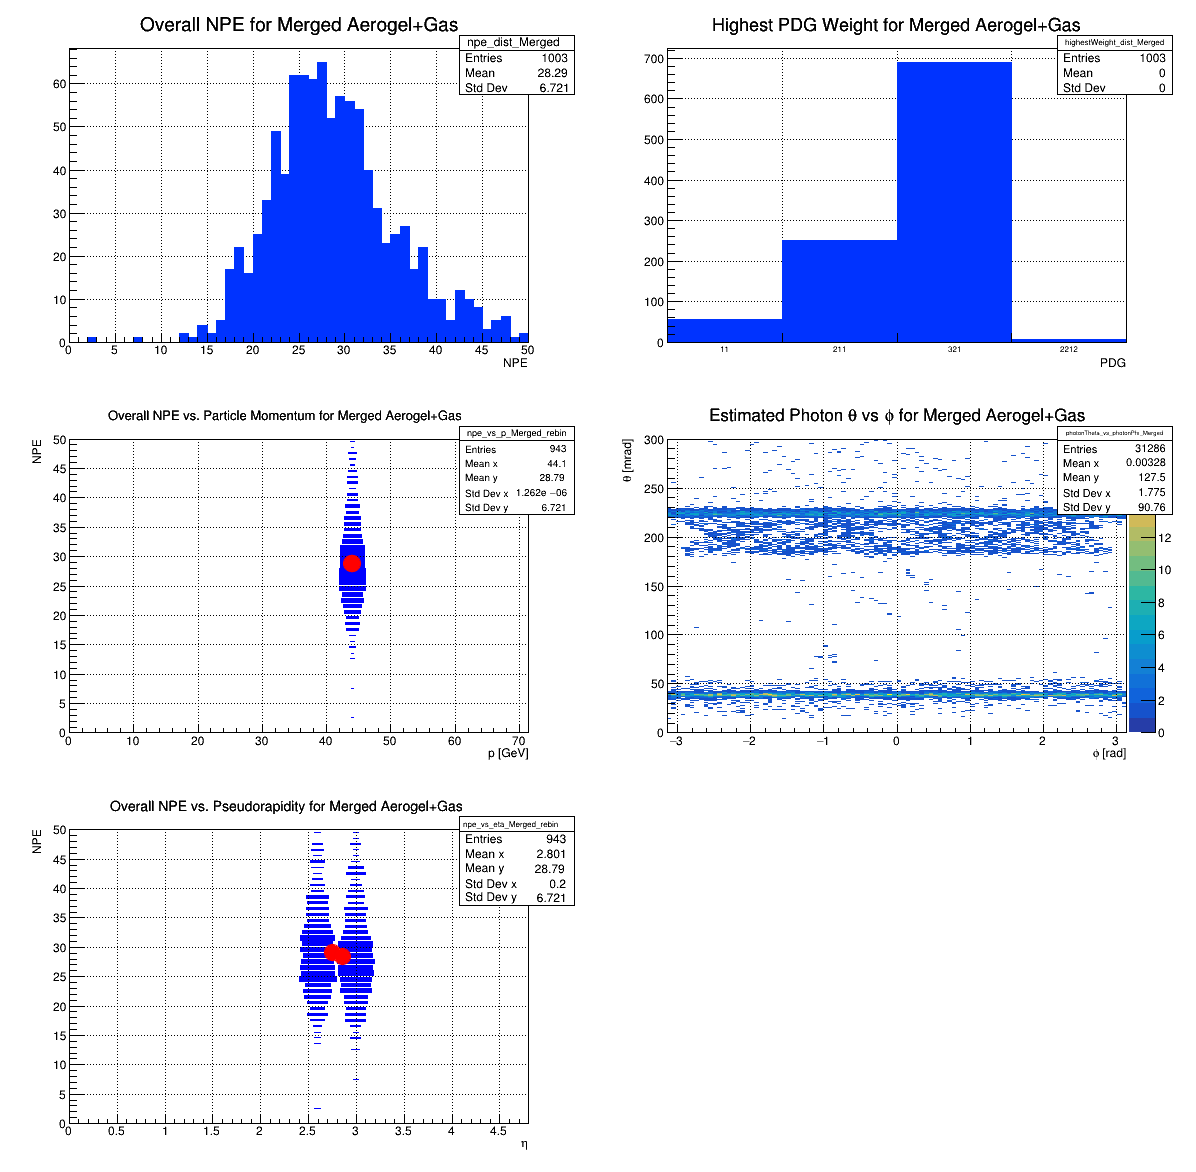 Overall NPE for Merged Aerogel+Gas
npe_dist_Merged
Entries 1003
Mean 28.29
Std Dev 6.721
60
50
40
30
20
10
0
0 5 10 15 20 25 30 35 40 45 50
NPE
Highest PDG Weight for Merged Aerogel+Gas
highestWeight_dist_Merged
Entries 1003
Mean 0
Std Dev 0
700
600
500
400
300
200
100
0
11 211 321 2212
PDG
Overall NPE vs. Particle Momentum for Merged Aerogel+Gas
npe_vs_p_Merged_rebin
Entries 943
Mean x 44.1
Mean y 28.79
Std Dev x 1.262e −06
Std Dev y 6.721
NPE
50
45
40
35
30
25
20
15
10
5
0
0 10 20 30 40 50 60 70
p [GeV]
Estimated Photon θ vs ϕ for Merged Aerogel+Gas
photonTheta_vs_photonPhi_Merged
Entries 31286
Mean x 0.00328
Mean y 127.5
Std Dev x 1.775
Std Dev y 90.76
θ [mrad]
300
250
200
150
100
50
0
−3 −2 −1 0 1 2 3
ϕ [rad]
12
10
8
6
4
2
0
Overall NPE vs. Pseudorapidity for Merged Aerogel+Gas
npe_vs_eta_Merged_rebin
Entries 943
Mean x 2.801
Mean y 28.79
Std Dev x 0.2
Std Dev y 6.721
NPE
50
45
40
35
30
25
20
15
10
5
0
0 0.5 1 1.5 2 2.5 3 3.5 4 4.5
η